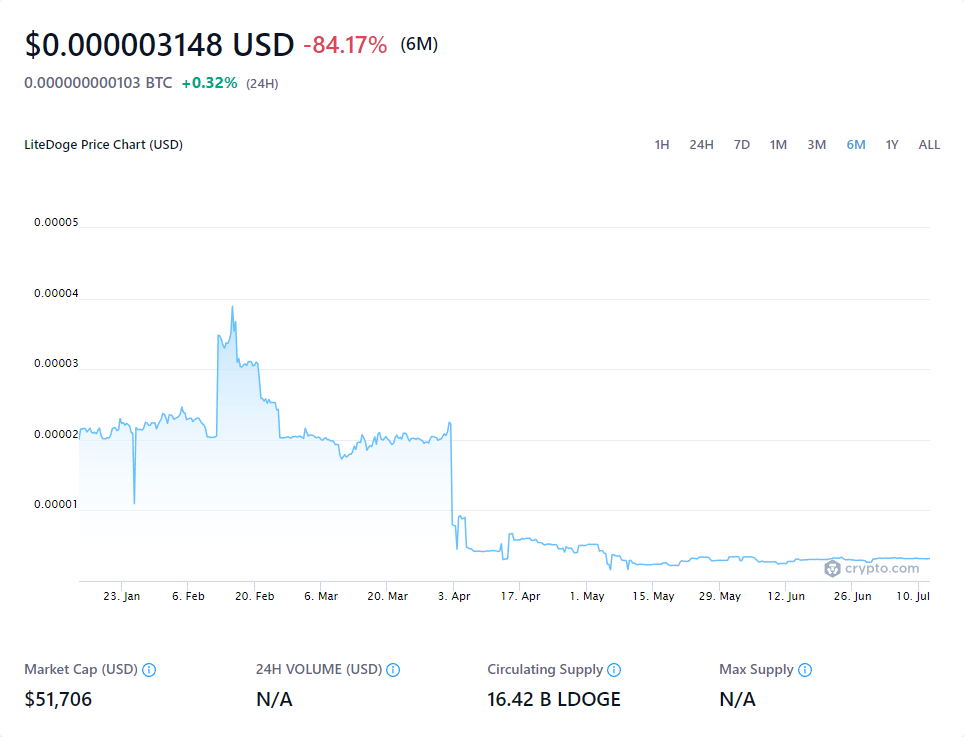 $0.000003148 USD -84.17% (6M)
0.000000000103 BTC +0.32% (24H)
LiteDoge Price Chart (USD) 1H 24H 7D 1M 3M 6M 1Y ALL
0.00005
0.00004
0.00003
0.00002
0.00001
crypto.com
23. Jan 6. Feb 20. Feb 6. Mar 20. Mar 3. Apr 17. Apr 1. May 15. May 29. May 12. Jun 26. Jun 10. Jul
Market Cap (USD) 24H VOLUME (USD) Circulating Supply Max Supply
$51,706 N/A 16.42 B LDOGE N/A